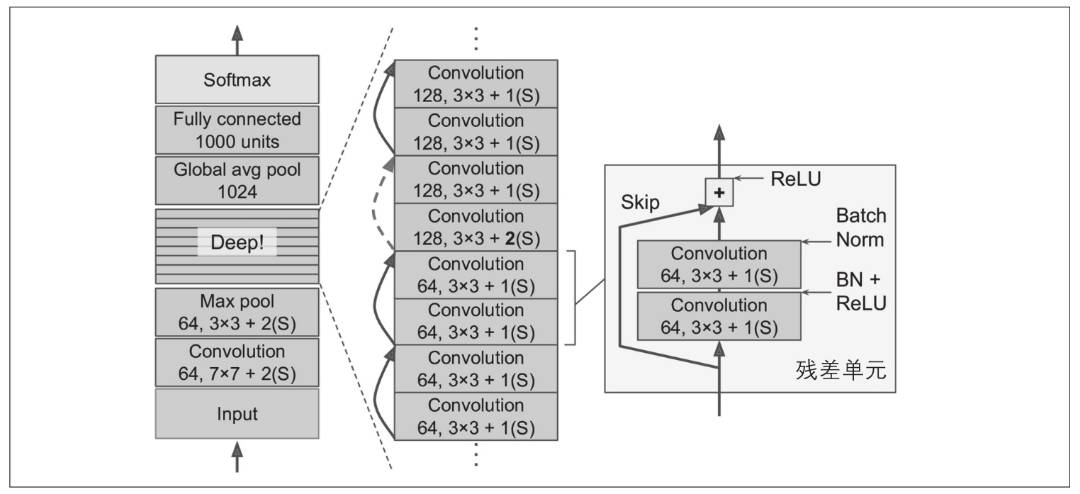 Softmax
Fully connected
1000 units
Global avg pool
1024
Deep!
Max pool
64, 3×3 + 2(S)
Convolution
64, 7×7 + 2(S)
Input
Convolution
128, 3×3 + 1(S)
Convolution
128, 3×3 + 1(S)
Convolution
128, 3×3 + 1(S)
Convolution
128, 3×3 + 2(S)
Convolution
64, 3×3 + 1(S)
Convolution
64, 3×3 + 1(S)
Convolution
64, 3×3 + 1(S)
Convolution
64, 3×3 + 1(S)
+
ReLU
Skip
Batch
Norm
Convolution
64, 3×3 + 1(S)
BN +
ReLU
Convolution
64, 3×3 + 1(S)
残差单元